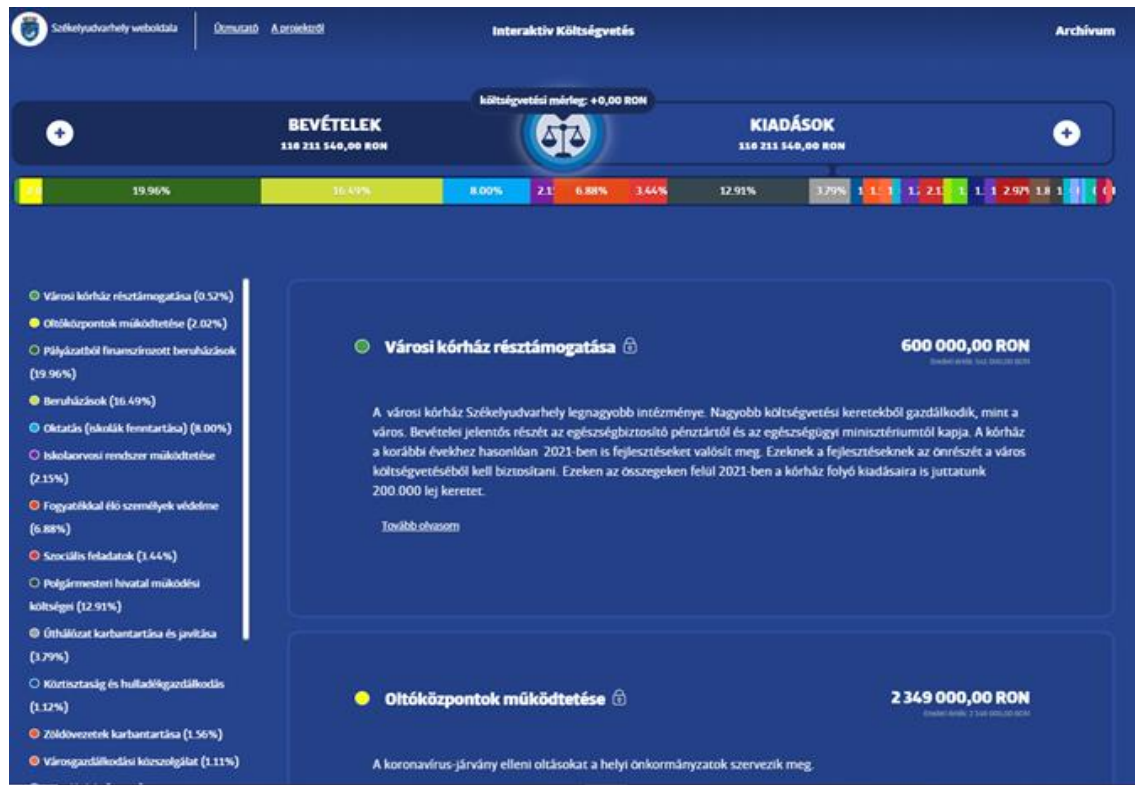 Székelyudvarhely weboldala
Útmutató
A projektről
Interaktív Költségvetés
Archívum
költségvetési mérleg: +0,00 RON
BEVÉTELEK
116 211 540,00 RON
KIADÁSOK
116 211 540,00 RON
19.96%
16.49%
8.00%
6.88%
3.44%
12.91%
3.79%
Városi kórház résztámogatása (0.52%)
Oltóközpontok működtetése (2.02%)
Pályázatból finanszírozott beruházások
(19.96%)
Beruházások (16.49%)
Oktatás (iskolák fenntartása) (8.00%)
Iskolaorvosi rendszer működtetése
(2.15%)
Fogyatékkal élő személyek védelme
(6.88%)
Szociális feladatok (3.44%)
Polgármesteri hivatal működési
költségei (12.91%)
Úthálózat karbantartása és javítása
(3.79%)
Köztisztaság és hulladékgazdálkodás
(1.12%)
Zöldövezetek karbantartása (1.56%)
Városgazdálkodási közszolgálat (1.11%)
Városi kórház résztámogatása
600 000,00 RON
A városi kórház Székelyudvarhely legnagyobb intézménye. Nagyobb költségvetési keretekből gazdálkodik, mint a
város. Bevételei jelentős részét az egészségbiztosító pénztártól és az egészségügyi minisztériumtól kapja. A kórház
a korábbi évekhez hasonlóan 2021-ben is fejlesztéseket valósít meg. Ezeknek a fejlesztéseknek az önrészét a város
költségvetéséből kell biztosítani. Ezeken az összegeken felül 2021-ben a kórház folyó kiadásaira is juttatunk
200.000 lej keretet.
Tovább olvasom
Oltóközpontok működtetése
2 349 000,00 RON
A koronavírus-járvány elleni oltásokat a helyi önkormányzatok szervezik meg.